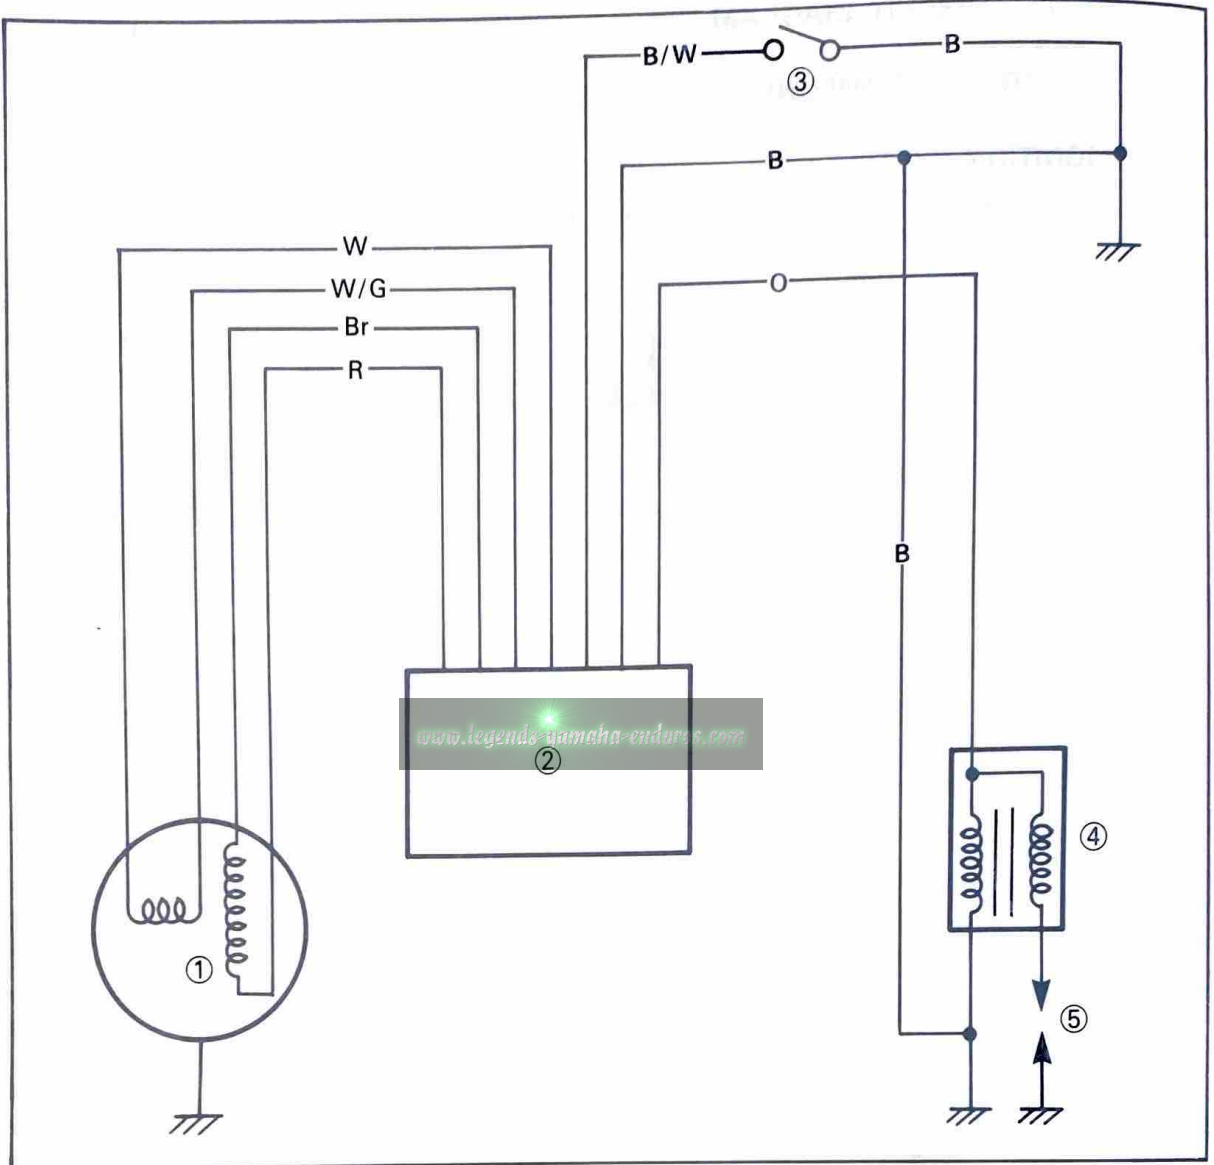 B/W
B
③
B
W
W/G
O
Br
R
B
www.legends-yamaha-enduros.com
②
④
①
⑤